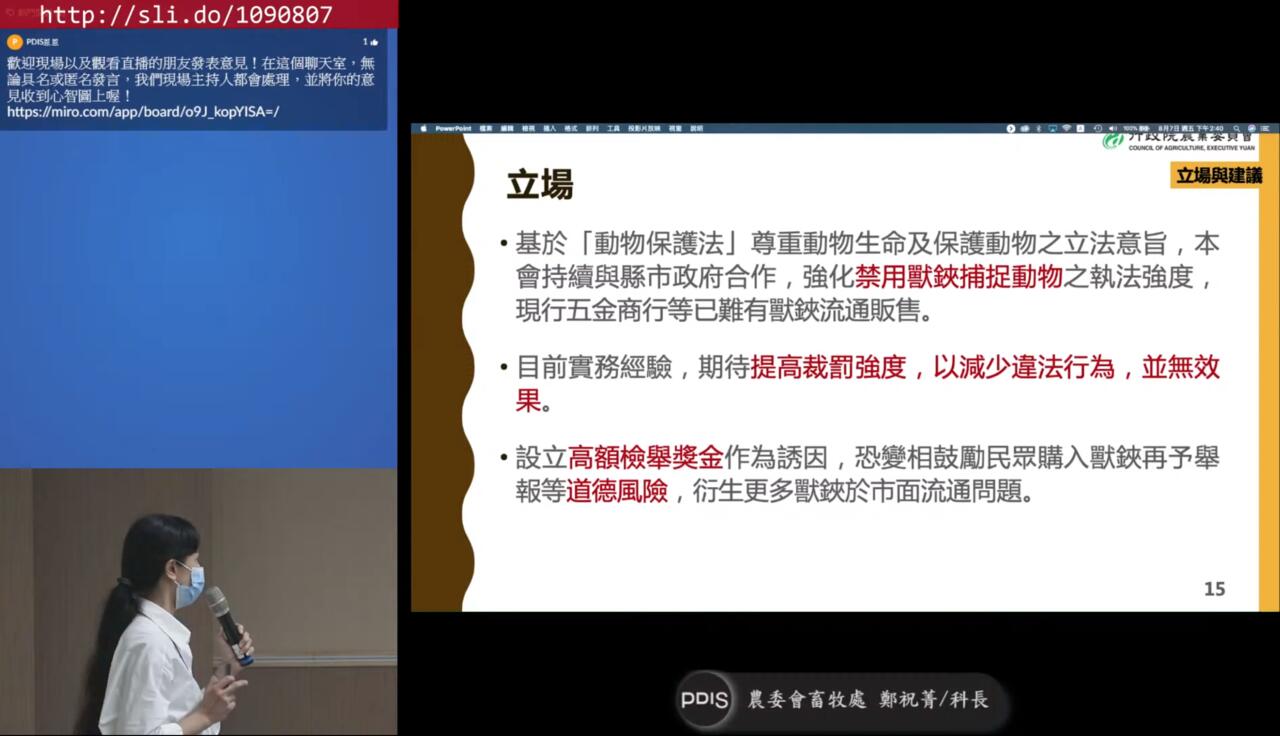 http://sli.do/1090807
PDIS
1
歡迎現場以及觀看直播的朋友發表意見！在這個聊天室，無
論具名或匿名發言，我們現場主持人都會處理，並將你的意
見收到心智圖上喔！
https://miro.com/app/board/o9J_kopYISA=/
PowerPoint 檔案 編輯 檢視 插入 格式 排列 工具 投影片放映 視窗 說明
100% 8月7日 週五 下午2:40
行政院農業委員會
COUNCIL OF AGRICULTURE, EXECUTIVE YUAN
立場與建議
立場
• 基於「動物保護法」尊重動物生命及保護動物之立法意旨，本
會持續與縣市政府合作，強化禁用獸鋏捕捉動物之執法強度，
現行五金商行等已難有獸鋏流通販售。
• 目前實務經驗，期待提高裁罰強度，以減少違法行為，並無效
果。
• 設立高額檢舉獎金作為誘因，恐變相鼓勵民眾購入獸鋏再予舉
報等道德風險，衍生更多獸鋏於市面流通問題。
15
PDIS 農委會畜牧處 鄭祝菁/科長